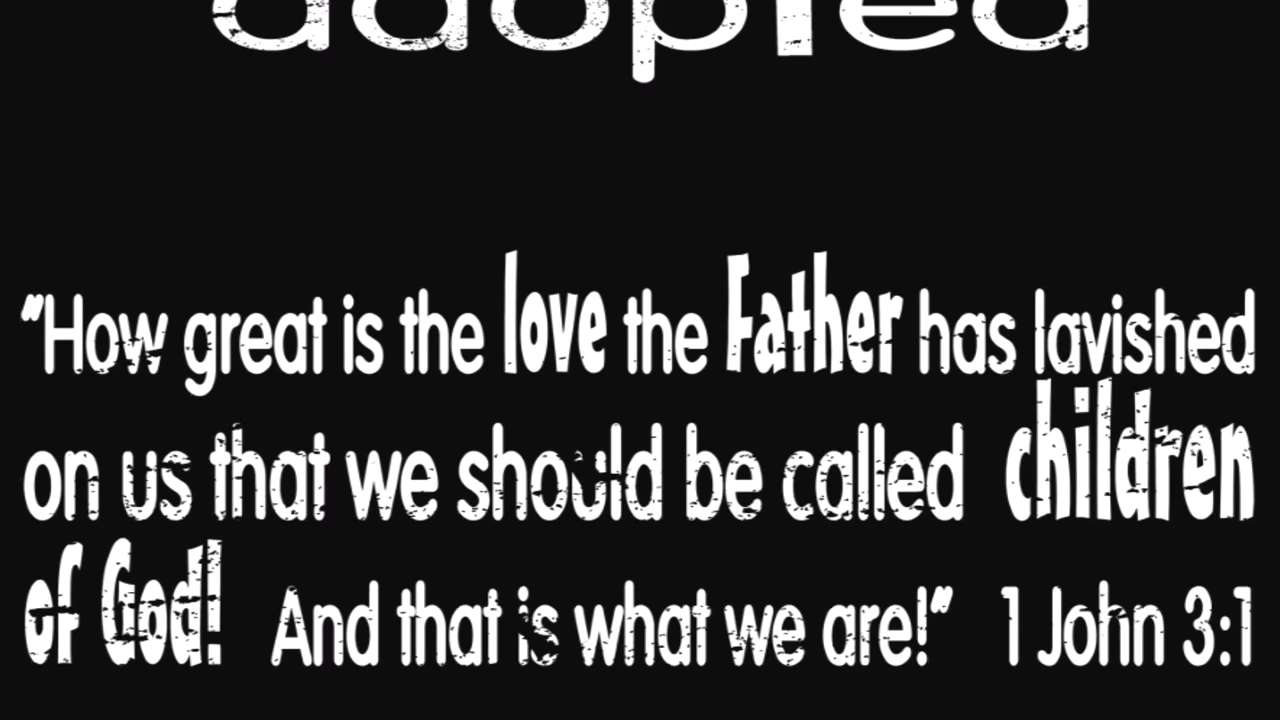 adopted
"How great is the love the Father has lavished
on us that we should be called children
of God! And that is what we are!" 1 John 3:1